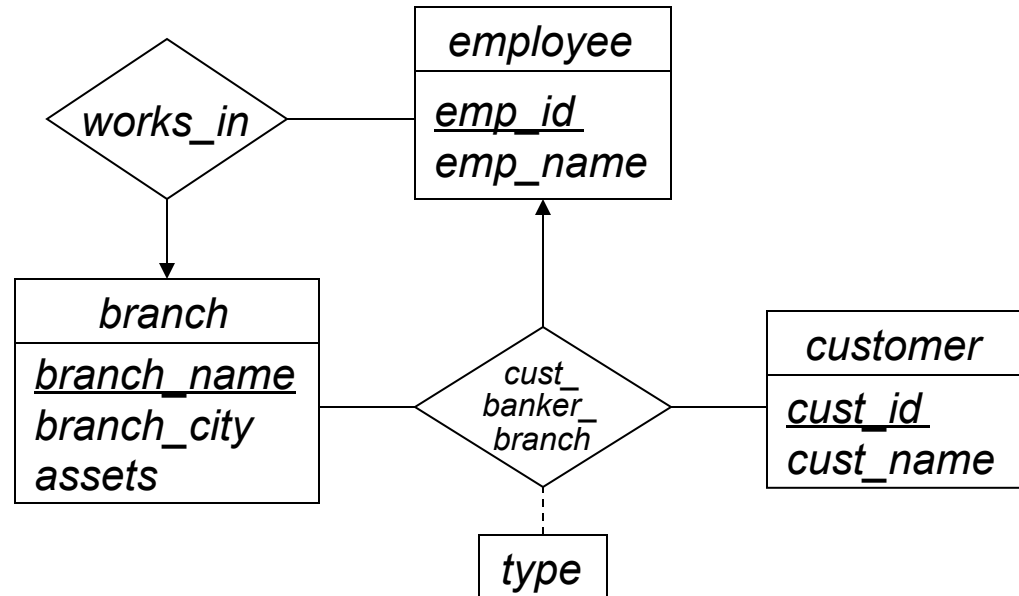 employee
emp_id
emp_name
works_in
branch
branch_name
branch_city
assets
cust_
banker_
branch
customer
cust_id
cust_name
type